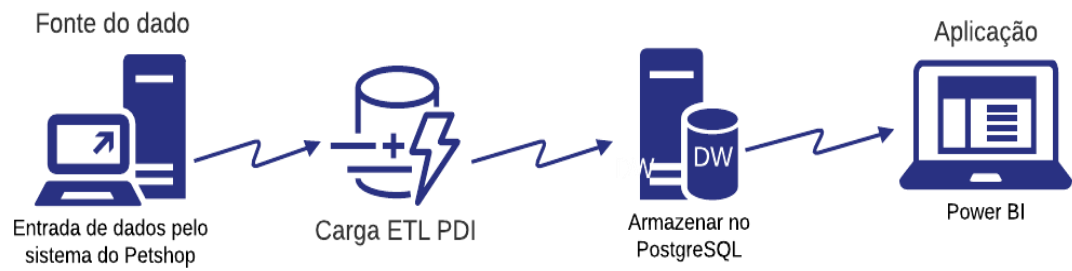 Fonte do dado
Aplicação
DW
W
Entrada de dados pelo
sistema do Petshop
Carga ETL PDI
Armazenar no
PostgreSQL
Power BI